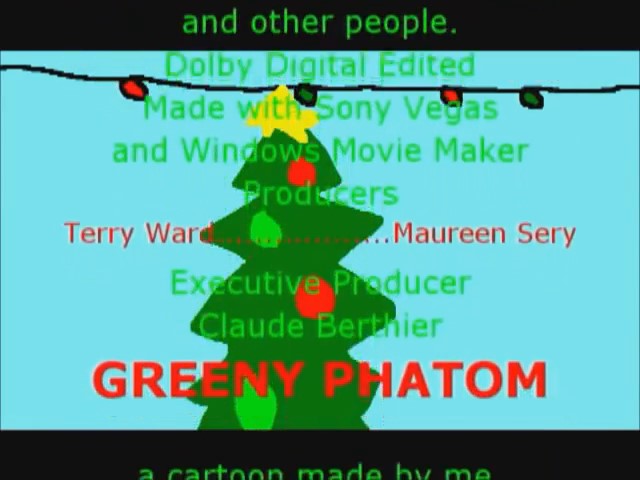 and other people.
Dolby Digital Edited
Made with Sony Vegas
and Windows Movie Maker
Producers
Terry Ward..................Maureen Sery
Executive Producer
Claude Berthier
GREENY PHATOM
a cartoon made by me